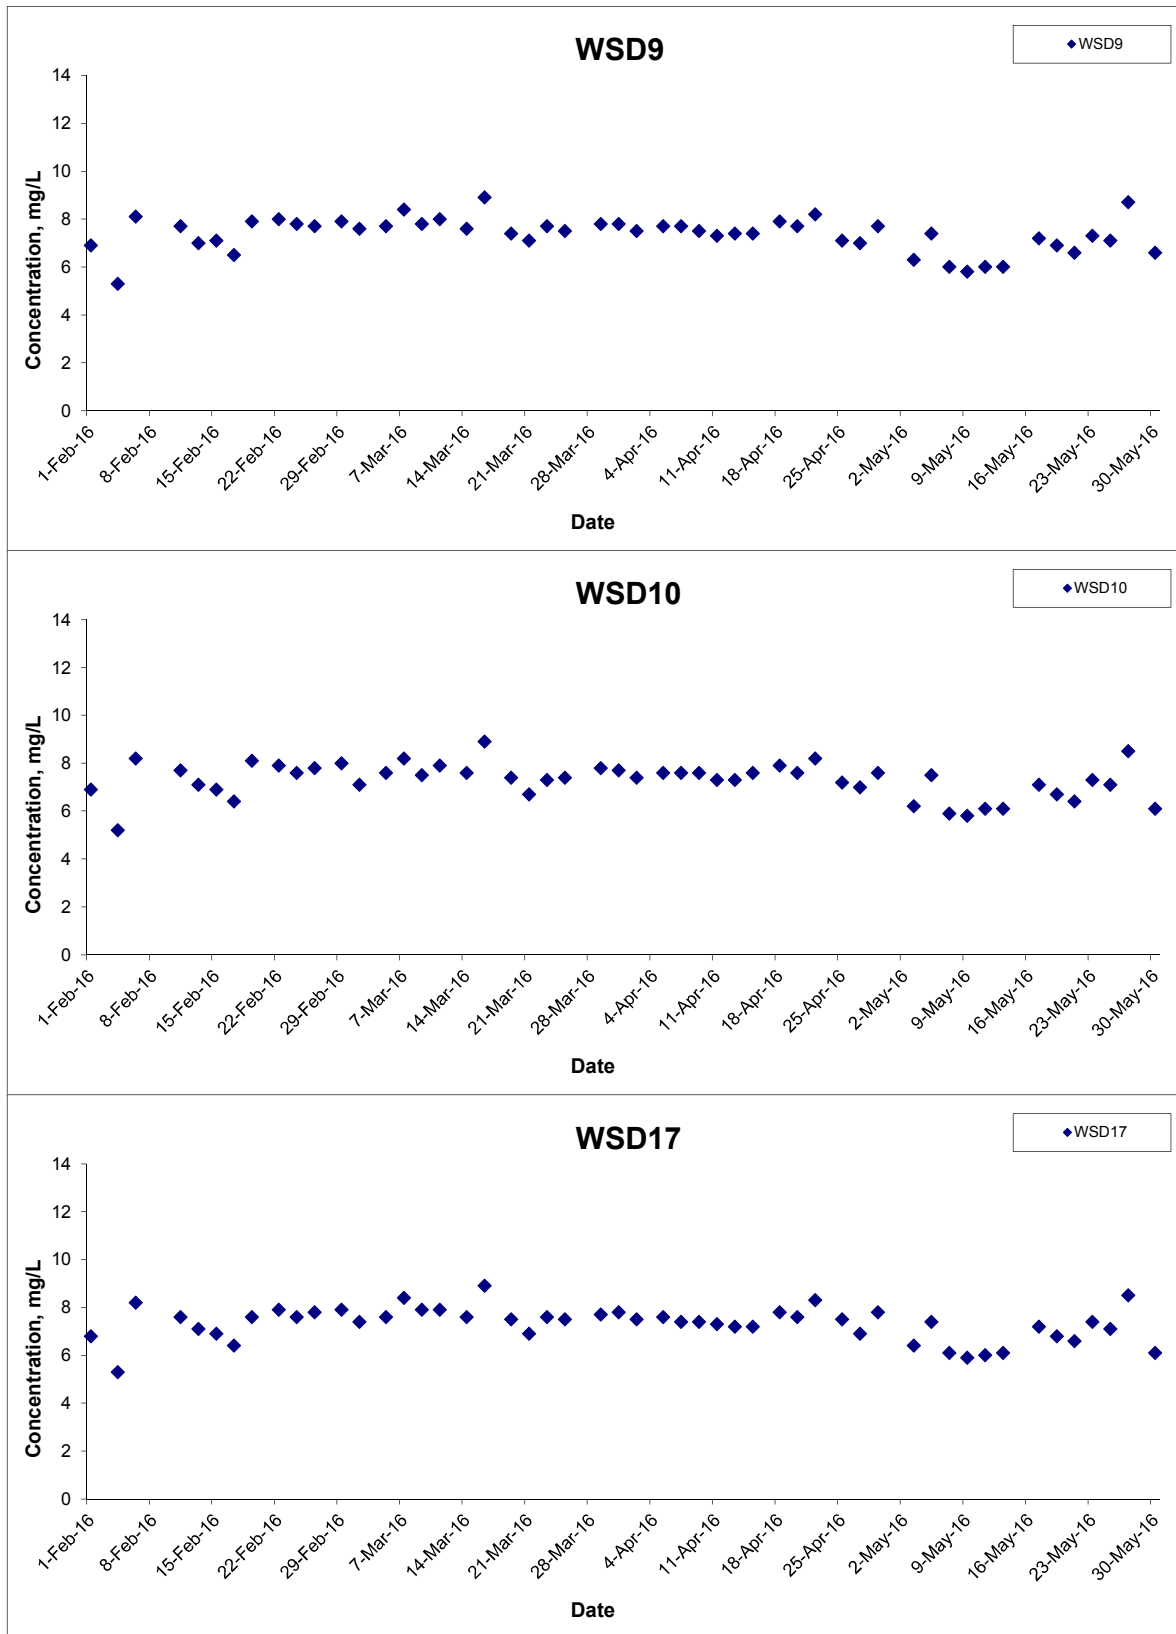 WSD9
WSD9
14
12
10
8
6
4
2
0
Concentration, mg/L
1-Feb-16
8-Feb-16
15-Feb-16
22-Feb-16
29-Feb-16
7-Mar-16
14-Mar-16
21-Mar-16
28-Mar-16
4-Apr-16
11-Apr-16
18-Apr-16
25-Apr-16
2-May-16
9-May-16
16-May-16
23-May-16
30-May-16
Date
WSD10
WSD10
14
12
10
8
6
4
2
0
Concentration, mg/L
1-Feb-16
8-Feb-16
15-Feb-16
22-Feb-16
29-Feb-16
7-Mar-16
14-Mar-16
21-Mar-16
28-Mar-16
4-Apr-16
11-Apr-16
18-Apr-16
25-Apr-16
2-May-16
9-May-16
16-May-16
23-May-16
30-May-16
Date
WSD17
WSD17
14
12
10
8
6
4
2
0
Concentration, mg/L
1-Feb-16
8-Feb-16
15-Feb-16
22-Feb-16
29-Feb-16
7-Mar-16
14-Mar-16
21-Mar-16
28-Mar-16
4-Apr-16
11-Apr-16
18-Apr-16
25-Apr-16
2-May-16
9-May-16
16-May-16
23-May-16
30-May-16
Date